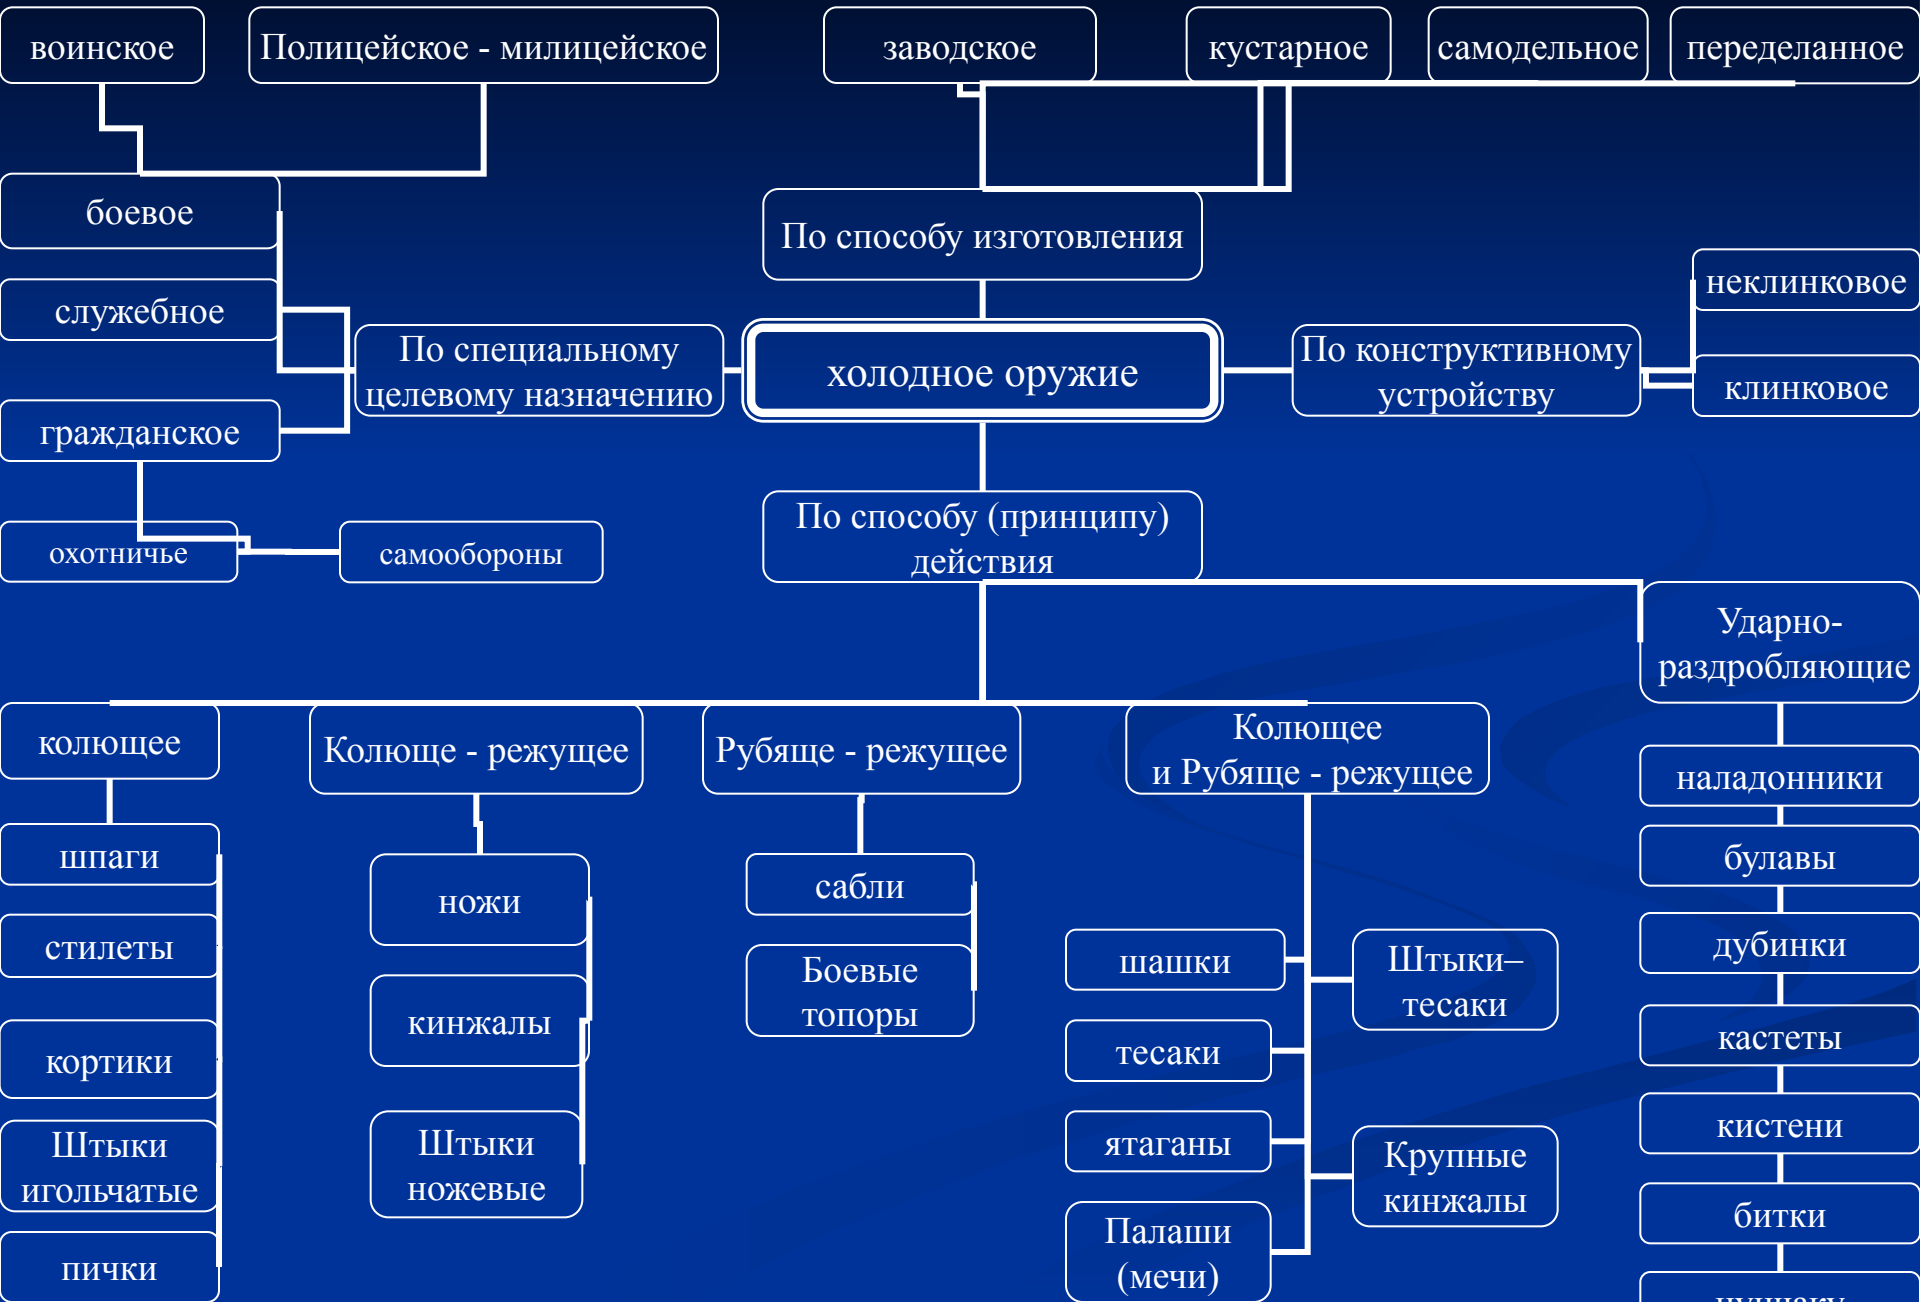 воинское
Полицейское - милицейское
заводское
кустарное
самодельное
переделанное
боевое
По способу изготовления
служебное
неклинковое
По специальному
целевому назначению
холодное оружие
По конструктивному
устройству
клинковое
гражданское
охотничье
самообороны
По способу (принципу)
действия
Ударно-
раздробляющие
колющее
Колюще - режущее
Рубяще - режущее
Колющее
и Рубяще - режущее
наладонники
шпаги
ножи
сабли
булавы
стилеты
Боевые
топоры
шашки
Штыки–
тесаки
дубинки
кортики
кинжалы
тесаки
кастеты
Штыки
игольчатые
Штыки
ножевые
ятаганы
Крупные
кинжалы
кистени
пички
Палаши
(мечи)
битки